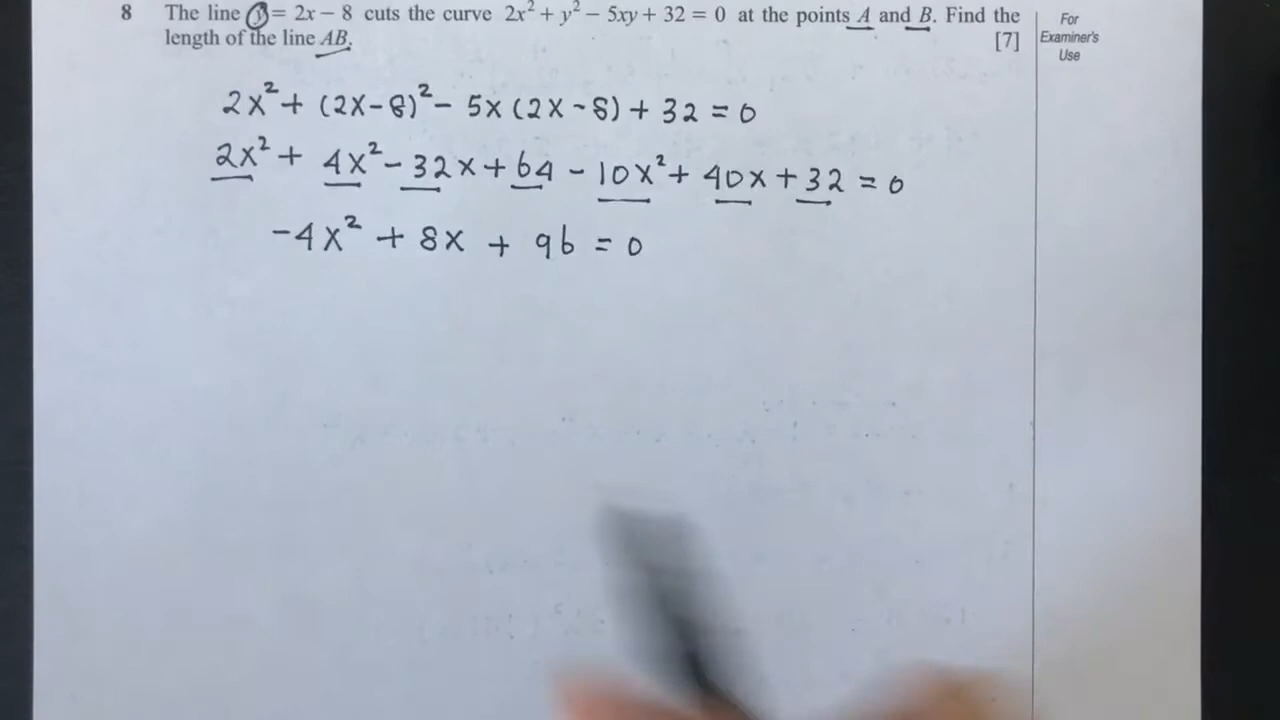 8 The line y = 2x − 8 cuts the curve 2x² + y² − 5xy + 32 = 0 at the points A and B. Find the
length of the line AB. [7]
For
Examiner's
Use
2x² + (2x-8)² - 5x(2x-8) + 32 = 0
2x² + 4x² - 32x + 64 - 10x² + 40x + 32 = 0
-4x² + 8x + 96 = 0